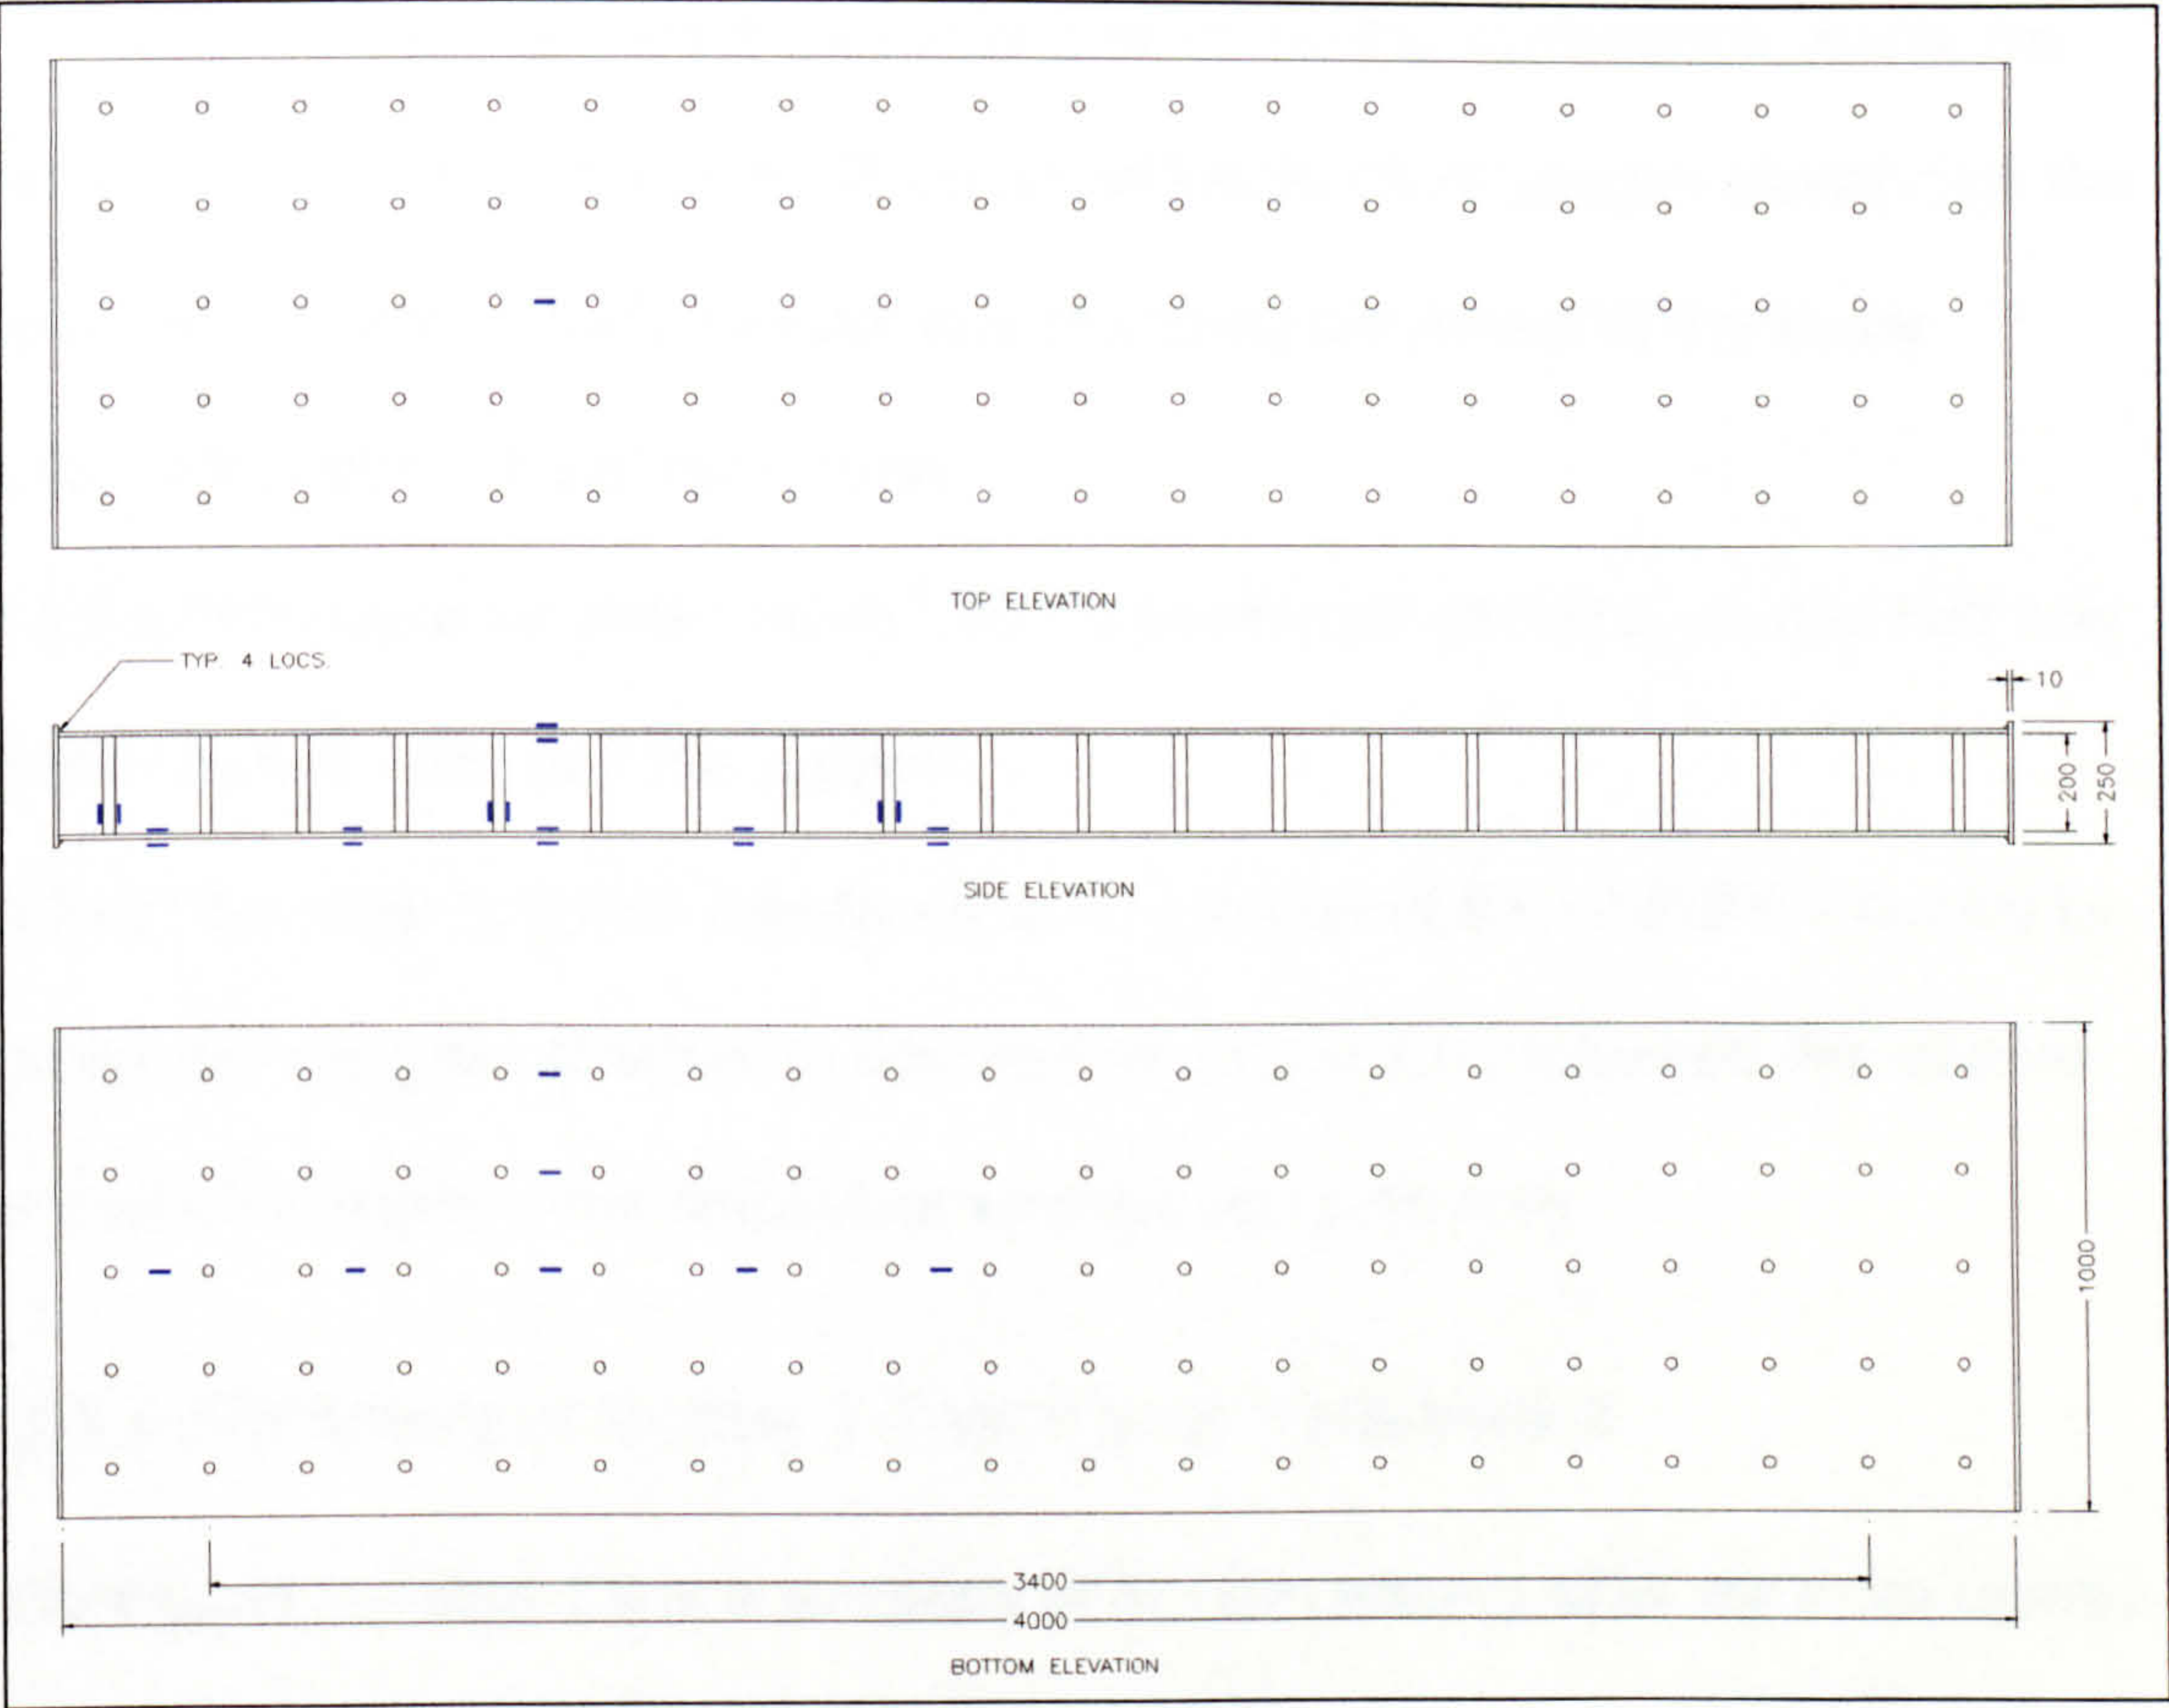 TOP ELEVATION
TYP. 4 LOCS.
10
200
250
SIDE ELEVATION
1000
3400
4000
BOTTOM ELEVATION